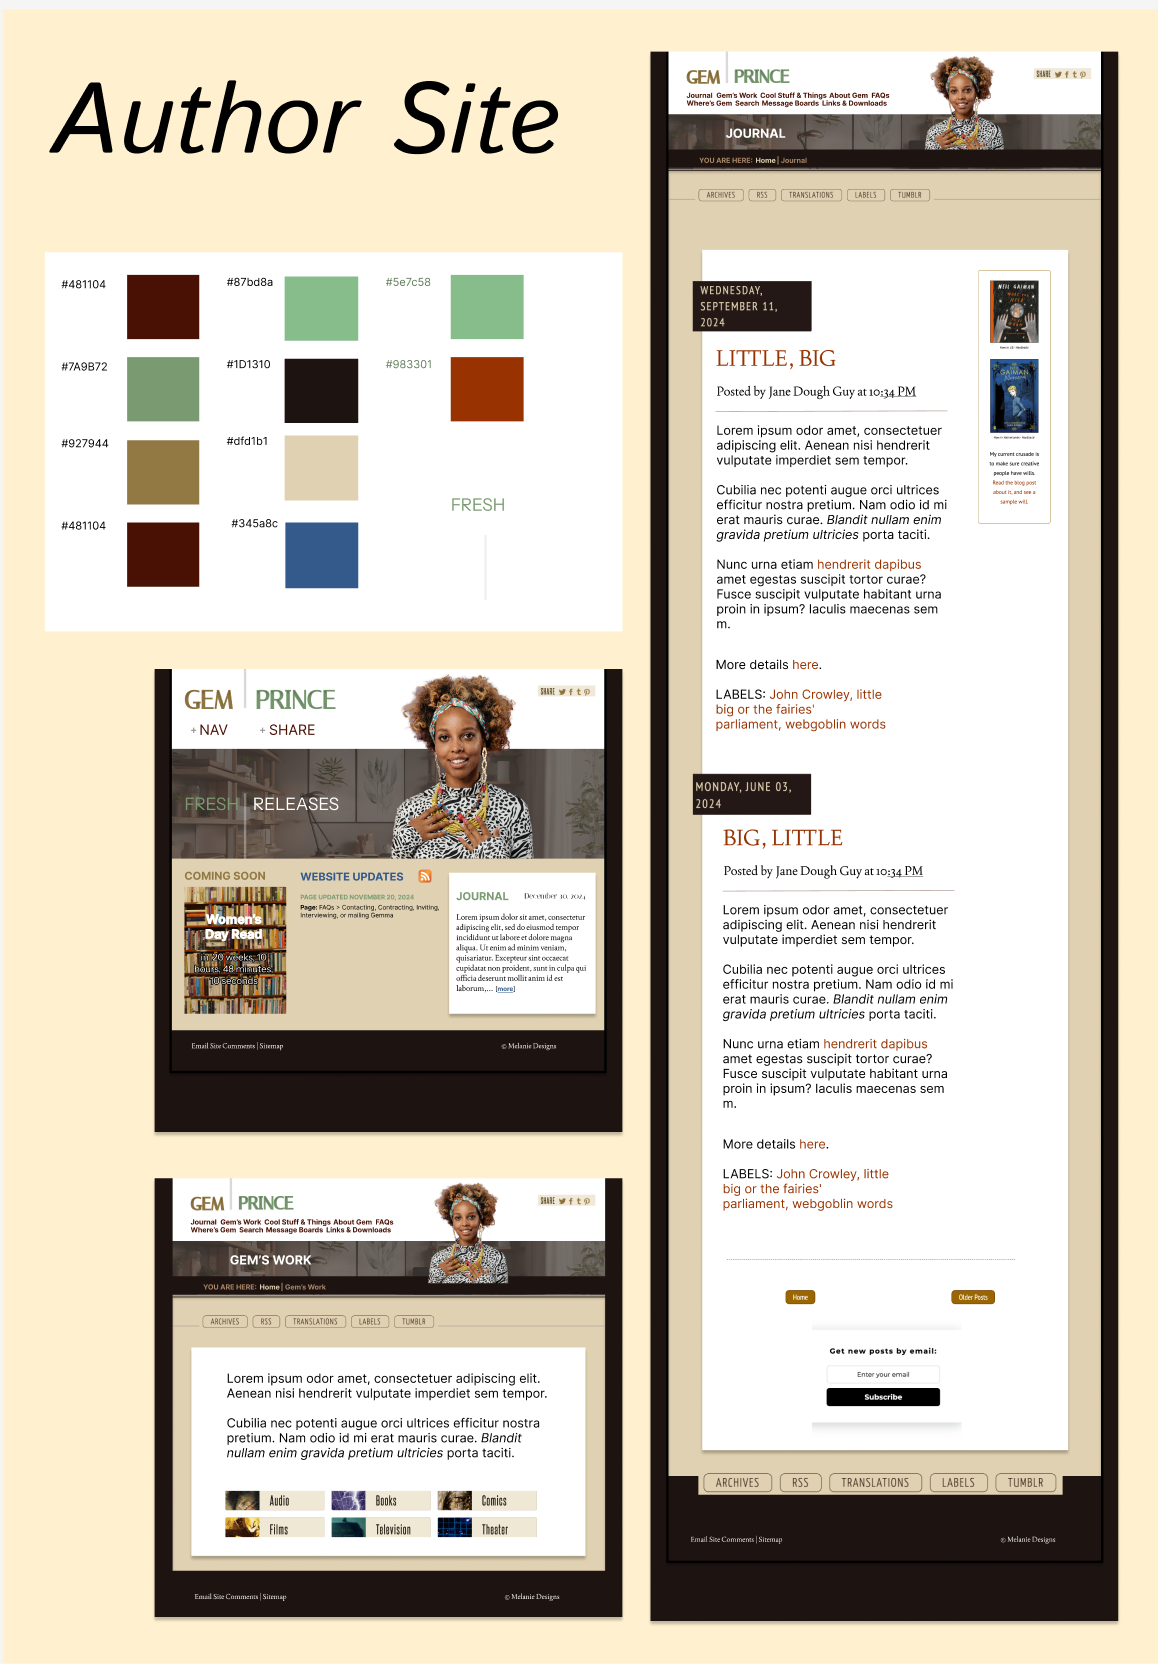 Author Site
#481104
#87bd8a
#5e7c58
#7A9B72
#1D1310
#983301
#927944
#dfd1b1
#481104
#345a8c
FRESH
GEM PRINCE
SHARE
+ NAV + SHARE
FRESH RELEASES
COMING SOON
Women's
Day Read
in 20 weeks, 10
hours, 48 minutes,
10 seconds
WEBSITE UPDATES
PAGE UPDATED NOVEMBER 20, 2024
Page: FAQs > Contacting, Contracting, Inviting,
Interviewing, or mailing Gemma
JOURNAL December 10, 2024
Lorem ipsum dolor sit amet, consectetur
adipiscing elit, sed do eiusmod tempor
incididunt ut labore et dolore magna
aliqua. Ut enim ad minim veniam,
quisariatur. Excepteur sint occaecat
cupidatat non proident, sunt in culpa qui
officia deserunt mollit anim id est
laborum,... [more]
Email Site Comments | Sitemap
© Melanie Designs
GEM PRINCE
SHARE
Journal Gem's Work Cool Stuff & Things About Gem FAQs
Where's Gem Search Message Boards Links & Downloads
GEM'S WORK
YOU ARE HERE: Home | Gem's Work
ARCHIVES RSS TRANSLATIONS LABELS TUMBLR
Lorem ipsum odor amet, consectetuer adipiscing elit.
Aenean nisi hendrerit vulputate imperdiet sem tempor.
Cubilia nec potenti augue orci ultrices efficitur nostra
pretium. Nam odio id mi erat mauris curae. Blandit
nullam enim gravida pretium ultricies porta taciti.
Audio Books Comics
Films Television Theater
Email Site Comments | Sitemap
© Melanie Designs
GEM PRINCE
SHARE
Journal Gem's Work Cool Stuff & Things About Gem FAQs
Where's Gem Search Message Boards Links & Downloads
JOURNAL
YOU ARE HERE: Home | Journal
ARCHIVES RSS TRANSLATIONS LABELS TUMBLR
WEDNESDAY,
SEPTEMBER 11,
2024
LITTLE, BIG
Posted by Jane Dough Guy at 10:34 PM
Lorem ipsum odor amet, consectetuer
adipiscing elit. Aenean nisi hendrerit
vulputate imperdiet sem tempor.
Cubilia nec potenti augue orci ultrices
efficitur nostra pretium. Nam odio id mi
erat mauris curae. Blandit nullam enim
gravida pretium ultricies porta taciti.
Nunc urna etiam hendrerit dapibus
amet egestas suscipit tortor curae?
Fusce suscipit vulputate habitant urna
proin in ipsum? Iaculis maecenas sem
m.
More details here.
LABELS: John Crowley, little
big or the fairies'
parliament, webgoblin words
NEIL GAIMAN
GAIMAN
My current crusade is
to make sure creative
people have wills.
Read the blog post
about it, and see a
sample will.
MONDAY, JUNE 03,
2024
BIG, LITTLE
Posted by Jane Dough Guy at 10:34 PM
Lorem ipsum odor amet, consectetuer
adipiscing elit. Aenean nisi hendrerit
vulputate imperdiet sem tempor.
Cubilia nec potenti augue orci ultrices
efficitur nostra pretium. Nam odio id mi
erat mauris curae. Blandit nullam enim
gravida pretium ultricies porta taciti.
Nunc urna etiam hendrerit dapibus
amet egestas suscipit tortor curae?
Fusce suscipit vulputate habitant urna
proin in ipsum? Iaculis maecenas sem
m.
More details here.
LABELS: John Crowley, little
big or the fairies'
parliament, webgoblin words
Home
Older Posts
Get new posts by email:
Enter your email
Subscribe
ARCHIVES RSS TRANSLATIONS LABELS TUMBLR
Email Site Comments | Sitemap
© Melanie Designs